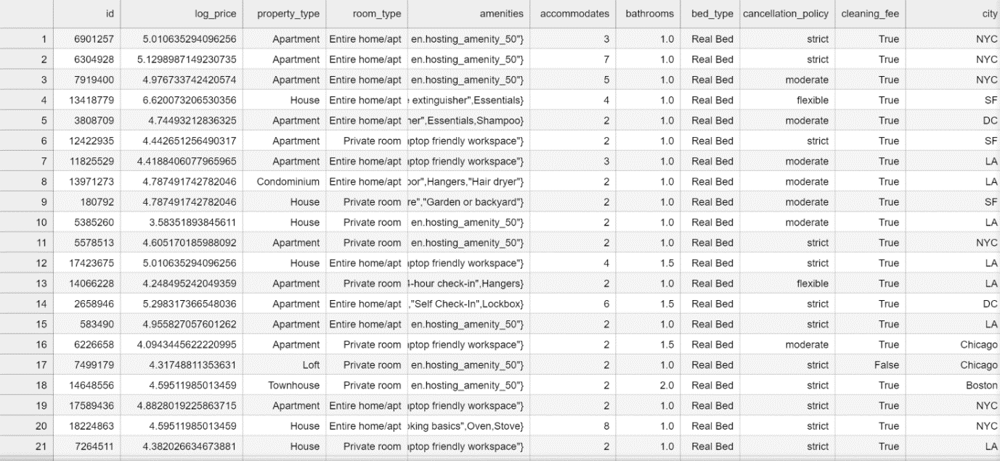 id log_price property_type room_type amenities accommodates bathrooms bed_type cancellation_policy cleaning_fee city
1 6901257 5.010635294096256 Apartment Entire home/apt en.hosting_amenity_50"} 3 1.0 Real Bed strict True NYC
2 6304928 5.1298987149230735 Apartment Entire home/apt en.hosting_amenity_50"} 7 1.0 Real Bed strict True NYC
3 7919400 4.976733742420574 Apartment Entire home/apt en.hosting_amenity_50"} 5 1.0 Real Bed moderate True NYC
4 13418779 6.620073206530356 House Entire home/apt extinguisher",Essentials} 4 1.0 Real Bed flexible True SF
5 3808709 4.74493212836325 Apartment Entire home/apt her",Essentials,Shampoo} 2 1.0 Real Bed moderate True DC
6 12422935 4.442651256490317 Apartment Private room aptop friendly workspace"} 2 1.0 Real Bed strict True SF
7 11825529 4.4188406077965965 Apartment Entire home/apt aptop friendly workspace"} 3 1.0 Real Bed moderate True LA
8 13971273 4.787491742782046 Condominium Entire home/apt oor",Hangers,"Hair dryer"} 2 1.0 Real Bed moderate True LA
9 180792 4.787491742782046 House Private room re","Garden or backyard"} 2 1.0 Real Bed moderate True SF
10 5385260 3.58351893845611 House Private room en.hosting_amenity_50"} 2 1.0 Real Bed moderate True LA
11 5578513 4.605170185988092 Apartment Private room en.hosting_amenity_50"} 2 1.0 Real Bed strict True NYC
12 17423675 5.010635294096256 House Entire home/apt aptop friendly workspace"} 4 1.5 Real Bed strict True LA
13 14066228 4.248495242049359 Apartment Private room 4-hour check-in",Hangers} 2 1.0 Real Bed flexible True LA
14 2658946 5.298317366548036 Apartment Entire home/apt ,"Self Check-In",Lockbox} 6 1.5 Real Bed strict True DC
15 583490 4.955827057601262 Apartment Entire home/apt en.hosting_amenity_50"} 2 1.0 Real Bed strict True LA
16 6226658 4.09434456222​20995 Apartment Private room aptop friendly workspace"} 2 1.5 Real Bed moderate True Chicago
17 7499179 4.31748811353631 Loft Private room en.hosting_amenity_50"} 2 1.0 Real Bed strict False Chicago
18 14648556 4.59511985013459 Townhouse Private room en.hosting_amenity_50"} 2 2.0 Real Bed strict True Boston
19 17589436 4.88280192​25863715 Apartment Entire home/apt aptop friendly workspace"} 2 1.0 Real Bed strict True NYC
20 18224863 4.59511985013459 House Entire home/apt oking basics",Oven,Stove} 8 1.0 Real Bed strict True NYC
21 7264511 4.382026634673881 House Private room aptop friendly workspace"} 2 1.0 Real Bed strict True LA